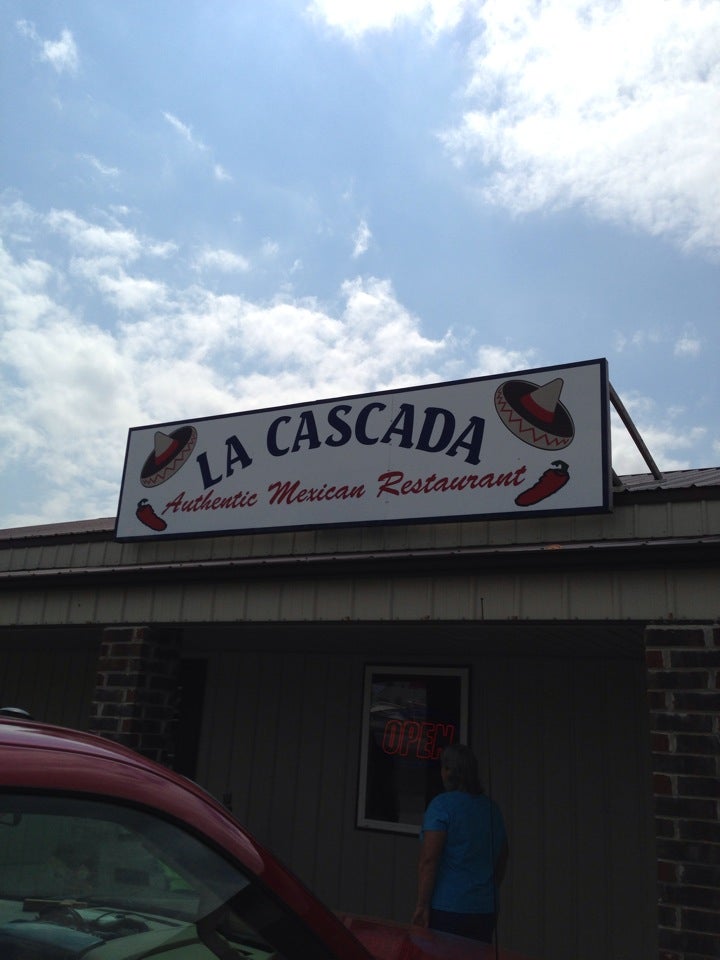 LA CASCADA
Authentic Mexican Restaurant
OPEN